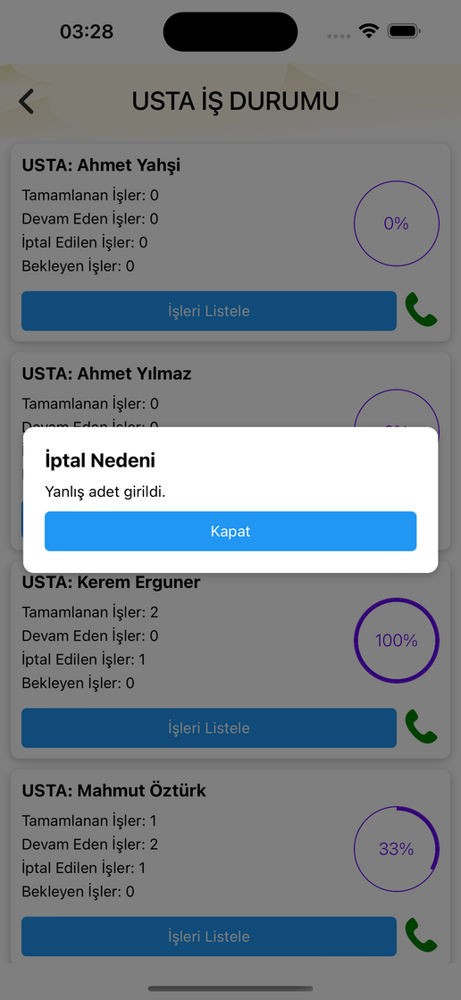 03:28
USTA İŞ DURUMU
USTA: Ahmet Yahşi
Tamamlanan İşler: 0
Devam Eden İşler: 0
İptal Edilen İşler: 0
Bekleyen İşler: 0
0%
İşleri Listele
USTA: Ahmet Yılmaz
Tamamlanan İşler: 0
Devam Eden İşler: 0
İptal Nedeni
Yanlış adet girildi.
Kapat
USTA: Kerem Erguner
Tamamlanan İşler: 2
Devam Eden İşler: 0
İptal Edilen İşler: 1
Bekleyen İşler: 0
100%
İşleri Listele
USTA: Mahmut Öztürk
Tamamlanan İşler: 1
Devam Eden İşler: 2
İptal Edilen İşler: 1
Bekleyen İşler: 0
33%
İşleri Listele